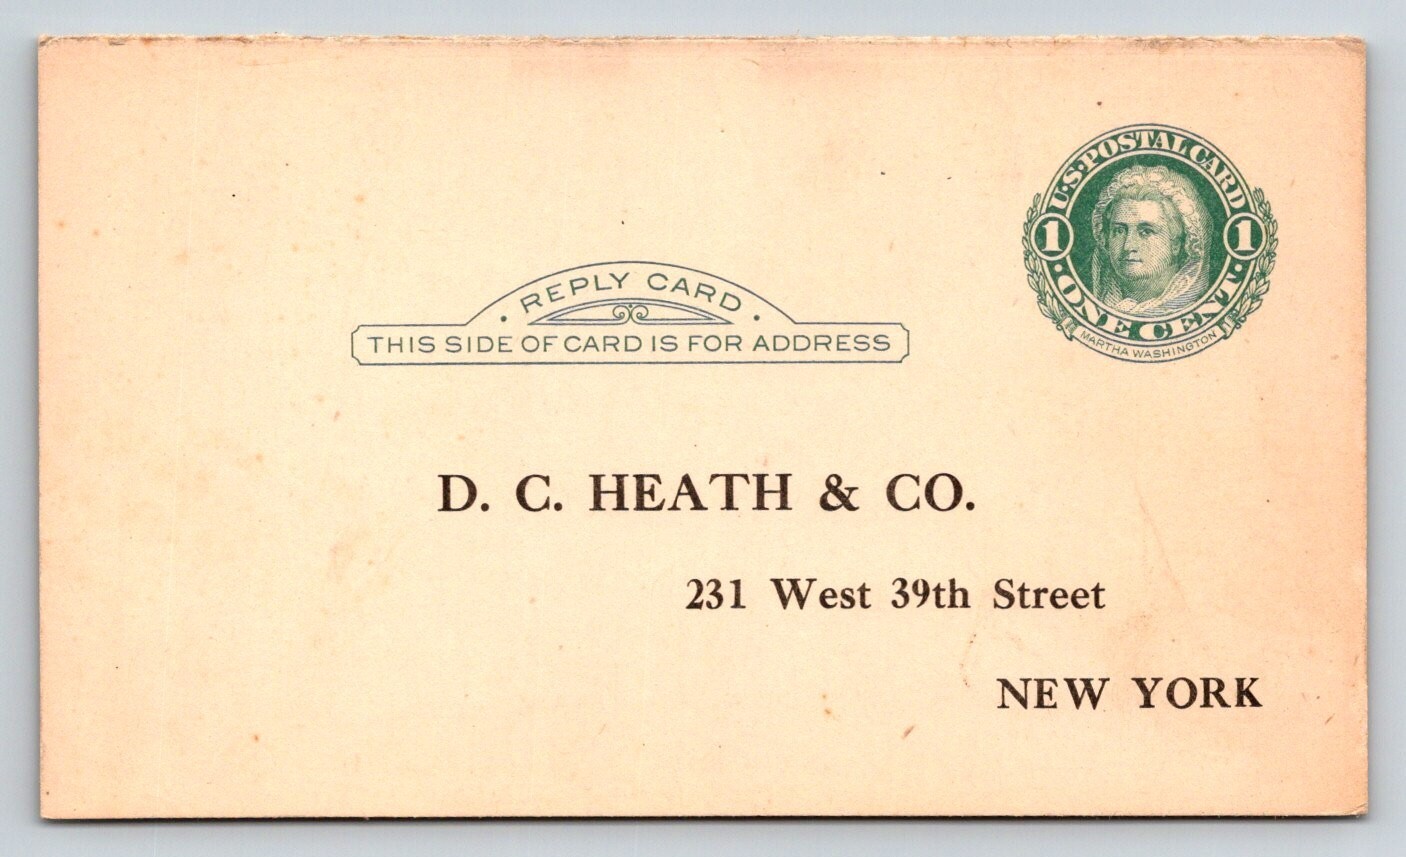 REPLY CARD
THIS SIDE OF CARD IS FOR ADDRESS
U.S. POSTAL CARD
1 1
ONE CENT
MARTHA WASHINGTON
D. C. HEATH & CO.
231 West 39th Street
NEW YORK